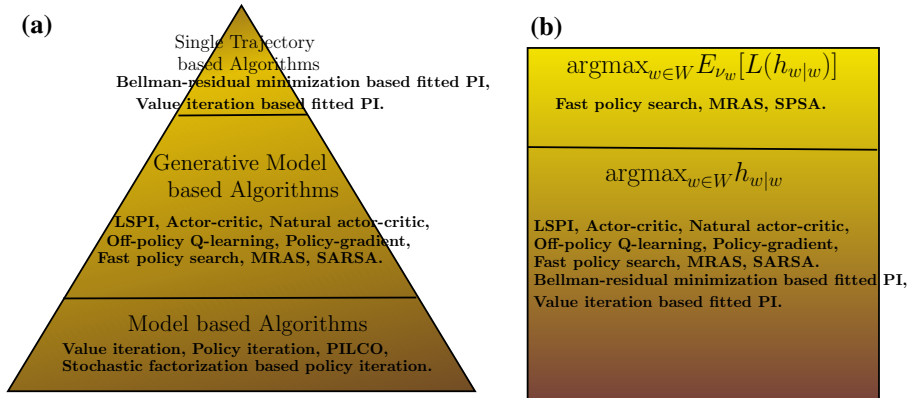 (a)
Single Trajectory
based Algorithms
Bellman-residual minimization based fitted PI,
Value iteration based fitted PI.
Generative Model
based Algorithms
LSPI, Actor-critic, Natural actor-critic,
Off-policy Q-learning, Policy-gradient,
Fast policy search, MRAS, SARSA.
Model based Algorithms
Value iteration, Policy iteration, PILCO,
Stochastic factorization based policy iteration.
(b)
argmax_{w∈W} E_{ν_w}[L(h_{w|w})]
Fast policy search, MRAS, SPSA.
argmax_{w∈W} h_{w|w}
LSPI, Actor-critic, Natural actor-critic,
Off-policy Q-learning, Policy-gradient,
Fast policy search, MRAS, SARSA.
Bellman-residual minimization based fitted PI,
Value iteration based fitted PI.